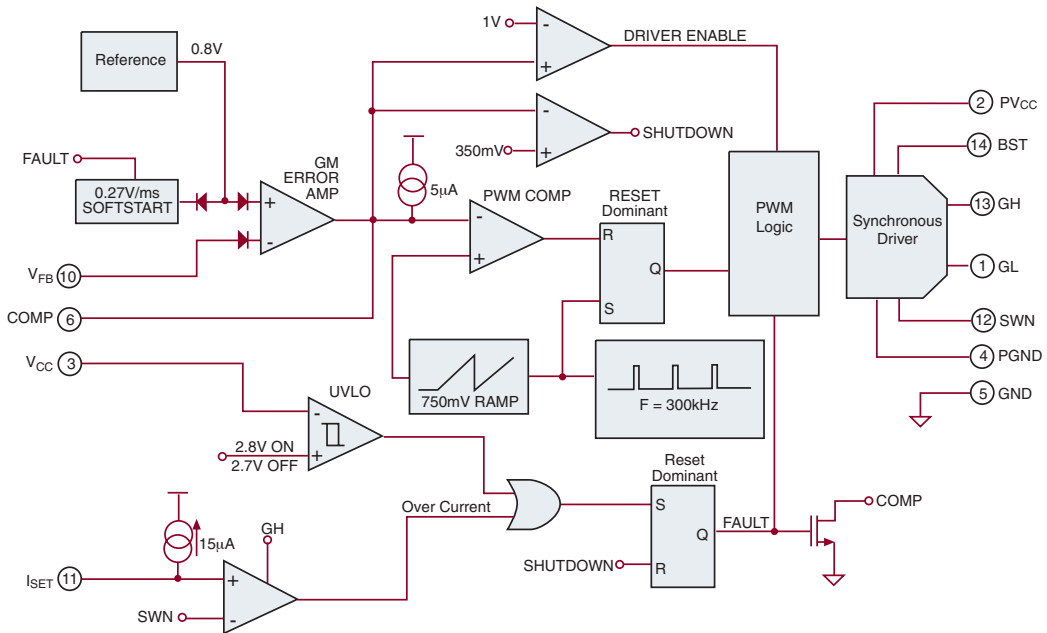 1V
-
+
DRIVER ENABLE
Reference
0.8V
-
+
SHUTDOWN
350mV
FAULT
0.27V/ms
SOFTSTART
GM
ERROR
AMP
+
-
5µA
PWM COMP
-
+
RESET
Dominant
R
Q
S
PWM
Logic
Synchronous
Driver
2 PVCC
14 BST
13 GH
1 GL
12 SWN
4 PGND
5 GND
VFB 10
COMP 6
VCC 3
750mV RAMP
F = 300kHz
UVLO
-
+
2.8V ON
2.7V OFF
Over Current
Reset
Dominant
S
Q
R
FAULT
SHUTDOWN
COMP
15µA
GH
ISET 11
+
-
SWN